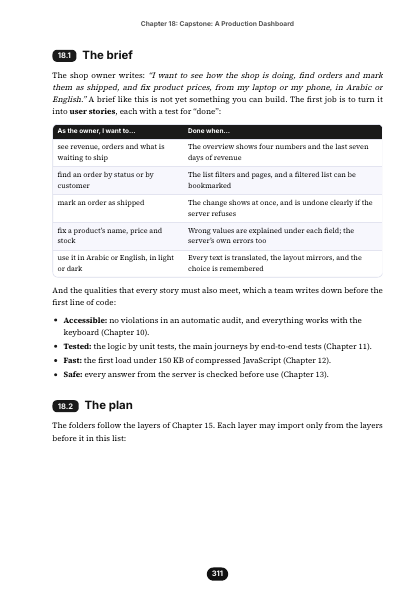 Chapter 18: Capstone: A Production Dashboard
18.1 The brief
The shop owner writes: “I want to see how the shop is doing, find orders and mark
them as shipped, and fix product prices, from my laptop or my phone, in Arabic or
English.” A brief like this is not yet something you can build. The first job is to turn it
into user stories, each with a test for “done”:
As the owner, I want to… Done when…
see revenue, orders and what is
waiting to ship
The overview shows four numbers and the last seven
days of revenue
find an order by status or by
customer
The list filters and pages, and a filtered list can be
bookmarked
mark an order as shipped
The change shows at once, and is undone clearly if the
server refuses
fix a product’s name, price and
stock
Wrong values are explained under each field; the
server’s own errors too
use it in Arabic or English, in light
or dark
Every text is translated, the layout mirrors, and the
choice is remembered
And the qualities that every story must also meet, which a team writes down before the
first line of code:
• Accessible: no violations in an automatic audit, and everything works with the
keyboard (Chapter 10).
• Tested: the logic by unit tests, the main journeys by end-to-end tests (Chapter 11).
• Fast: the first load under 150 KB of compressed JavaScript (Chapter 12).
• Safe: every answer from the server is checked before use (Chapter 13).
18.2 The plan
The folders follow the layers of Chapter 15. Each layer may import only from the layers
before it in this list:
311